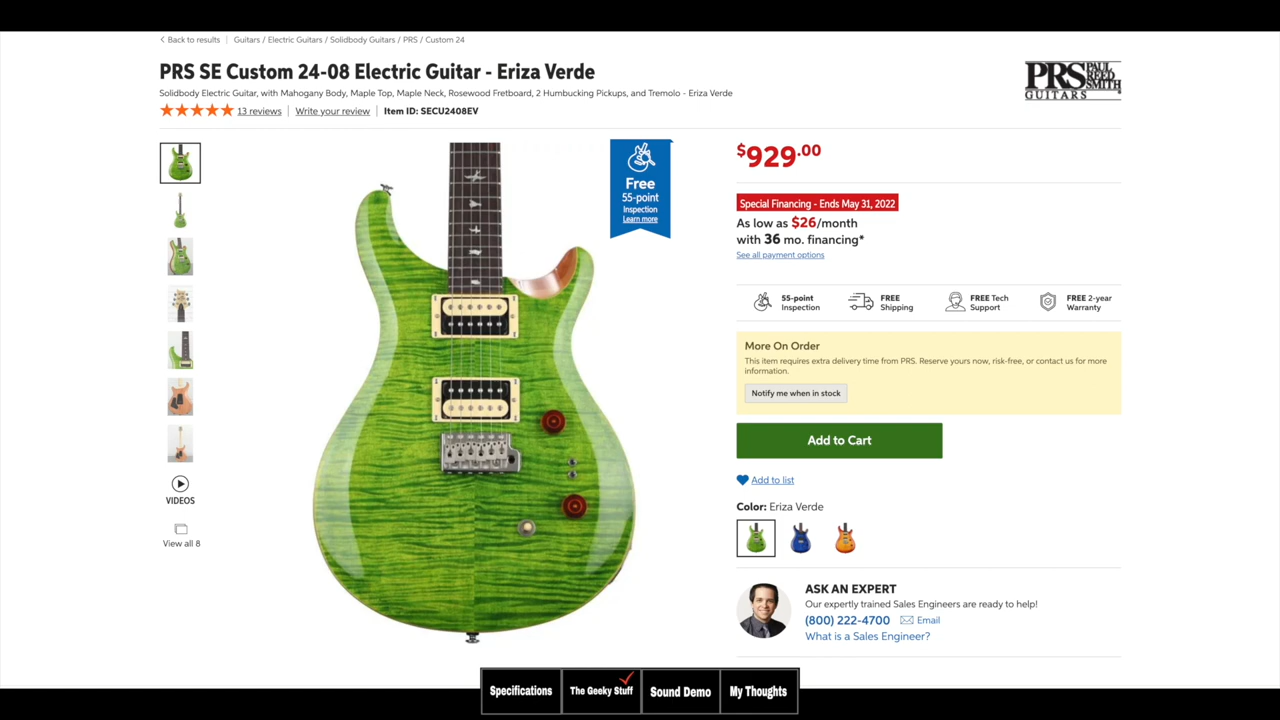 Back to results | Guitars / Electric Guitars / Solidbody Guitars / PRS / Custom 24
PRS SE Custom 24-08 Electric Guitar - Eriza Verde
Solidbody Electric Guitar, with Mahogany Body, Maple Top, Maple Neck, Rosewood Fretboard, 2 Humbucking Pickups, and Tremolo - Eriza Verde
13 reviews | Write your review | Item ID: SECU2408EV
PRS PAUL REED SMITH
GUITARS
Free
55-point
Inspection
Learn more
VIDEOS
View all 8
$929.00
Special Financing - Ends May 31, 2022
As low as $26/month
with 36 mo. financing*
See all payment options
55-point
Inspection
FREE
Shipping
FREE Tech
Support
FREE 2-year
Warranty
More On Order
This item requires extra delivery time from PRS. Reserve yours now, risk-free, or contact us for more
information.
Notify me when in stock
Add to Cart
Add to list
Color: Eriza Verde
ASK AN EXPERT
Our expertly trained Sales Engineers are ready to help!
(800) 222-4700 Email
What is a Sales Engineer?
Specifications
The Geeky Stuff
Sound Demo
My Thoughts